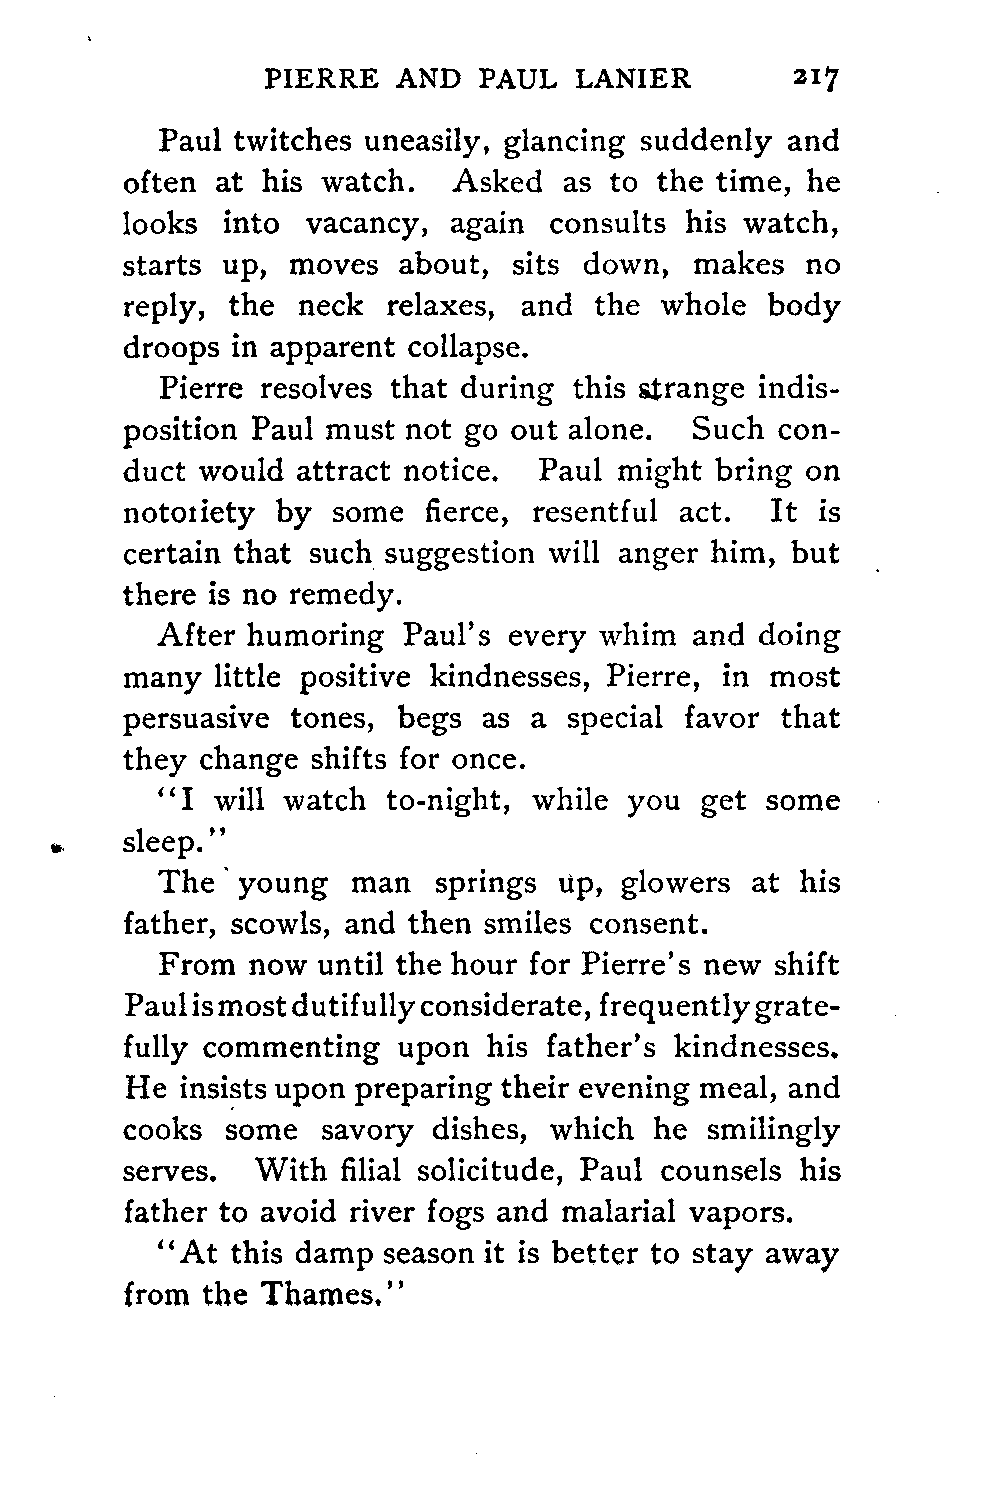 PIERRE AND PAUL LANIER 217
Paul twitches uneasily, glancing suddenly and
often at his watch. Asked as to the time, he
looks into vacancy, again consults his watch,
starts up, moves about, sits down, makes no
reply, the neck relaxes, and the whole body
droops in apparent collapse.
Pierre resolves that during this strange indis-
position Paul must not go out alone. Such con-
duct would attract notice. Paul might bring on
notoriety by some fierce, resentful act. It is
certain that such suggestion will anger him, but
there is no remedy.
After humoring Paul's every whim and doing
many little positive kindnesses, Pierre, in most
persuasive tones, begs as a special favor that
they change shifts for once.
"I will watch to-night, while you get some
sleep."
The young man springs up, glowers at his
father, scowls, and then smiles consent.
From now until the hour for Pierre's new shift
Paul is most dutifully considerate, frequently grate-
fully commenting upon his father's kindnesses.
He insists upon preparing their evening meal, and
cooks some savory dishes, which he smilingly
serves. With filial solicitude, Paul counsels his
father to avoid river fogs and malarial vapors.
"At this damp season it is better to stay away
from the Thames."